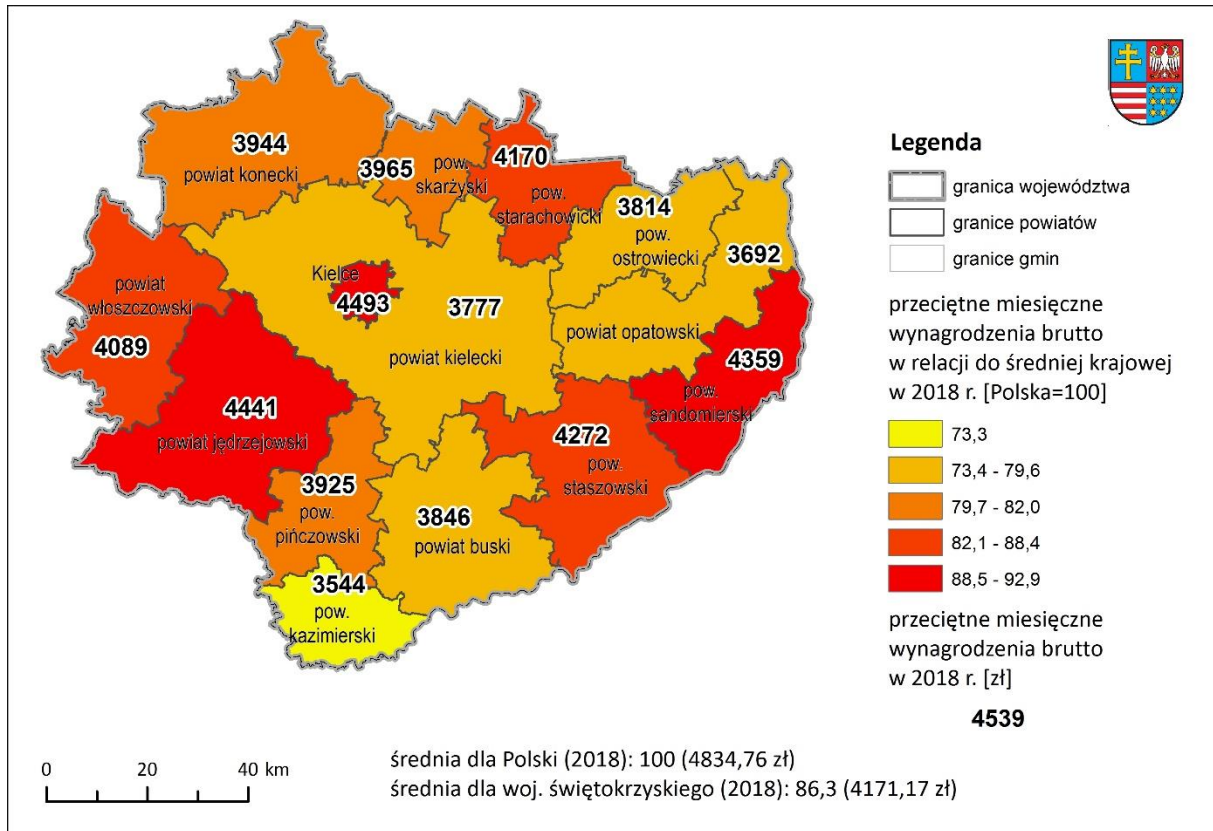 3944
powiat konecki
3965
pow.
skarżyski
4170
pow.
starachowicki
3814
pow.
ostrowiecki
3692
powiat opatowski
Kielce
4493
3777
powiat kielecki
powiat
włoszczowski
4089
4441
powiat jędrzejowski
4359
pow.
sandomierski
4272
pow.
staszowski
3925
pow.
pińczowski
3846
powiat buski
3544
pow.
kazimierski
Legenda
granica województwa
granice powiatów
granice gmin
przeciętne miesięczne
wynagrodzenia brutto
w relacji do średniej krajowej
w 2018 r. [Polska=100]
73,3
73,4 - 79,6
79,7 - 82,0
82,1 - 88,4
88,5 - 92,9
przeciętne miesięczne
wynagrodzenia brutto
w 2018 r. [zł]
4539
0 20 40 km
średnia dla Polski (2018): 100 (4834,76 zł)
średnia dla woj. świętokrzyskiego (2018): 86,3 (4171,17 zł)